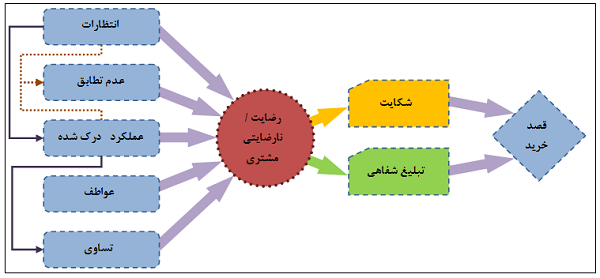 انتظارات
عدم تطابق
عملکرد درک شده
عواطف
تساوی
رضایت /
نارضایتی
مشتری
شکایت
تبلیغ شفاهی
قصد
خرید